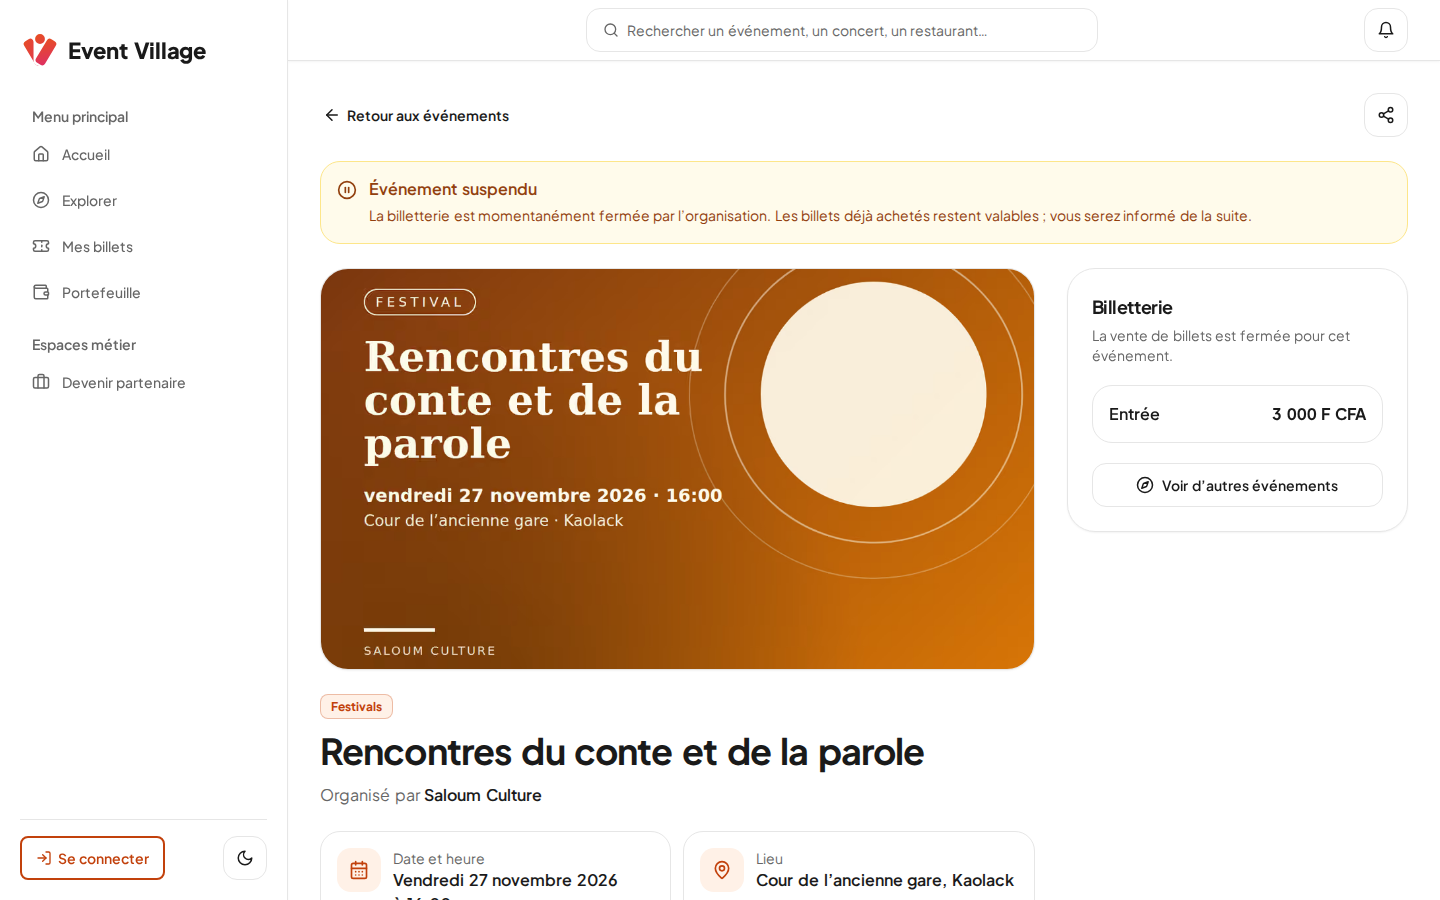 Event Village
Rechercher un événement, un concert, un restaurant…
Menu principal
Accueil
Explorer
Mes billets
Portefeuille
Espaces métier
Devenir partenaire
Se connecter
Retour aux événements
Événement suspendu
La billetterie est momentanément fermée par l’organisation. Les billets déjà achetés restent valables ; vous serez informé de la suite.
FESTIVAL
Rencontres du
conte et de la
parole
vendredi 27 novembre 2026 · 16:00
Cour de l’ancienne gare · Kaolack
SALOUM CULTURE
Billetterie
La vente de billets est fermée pour cet
événement.
Entrée
3 000 F CFA
Voir d’autres événements
Festivals
Rencontres du conte et de la parole
Organisé par Saloum Culture
Date et heure
Vendredi 27 novembre 2026
Lieu
Cour de l’ancienne gare, Kaolack